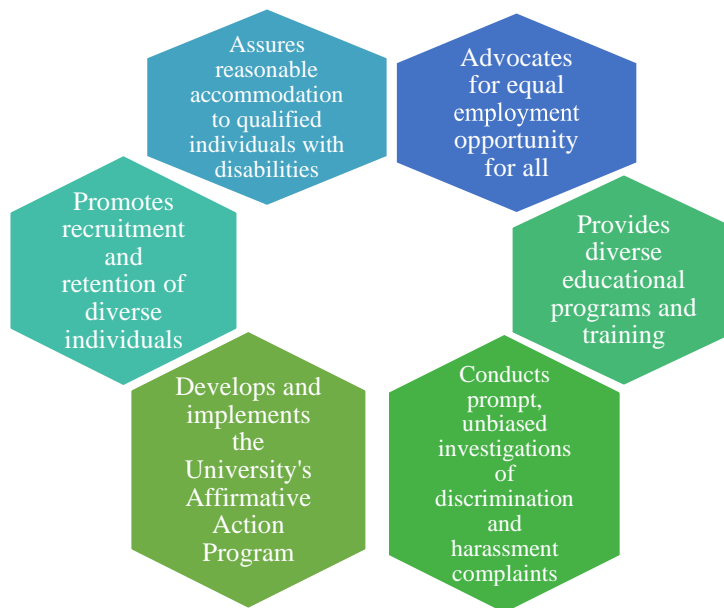 Assures
reasonable
accommodation
to qualified
individuals with
disabilities
Advocates
for equal
employment
opportunity
for all
Provides
diverse
educational
programs and
training
Conducts
prompt,
unbiased
investigations
of
discrimination
and
harassment
complaints
Develops and
implements
the
University's
Affirmative
Action
Program
Promotes
recruitment
and
retention of
diverse
individuals